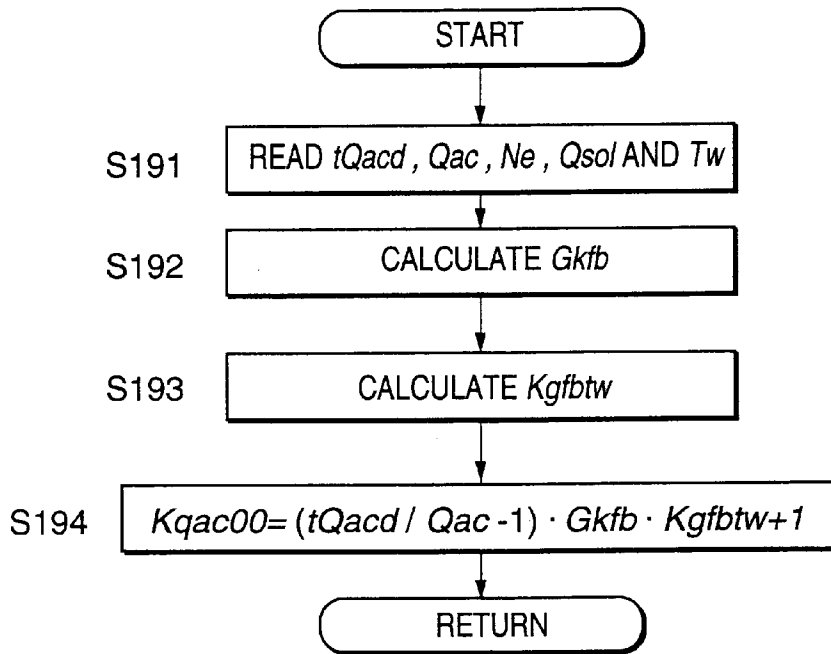 START
S191 READ tQacd , Qac , Ne , Qsol AND Tw
S192 CALCULATE Gkfb
S193 CALCULATE Kgfbtw
S194 Kqac00= (tQacd / Qac -1) · Gkfb · Kgfbtw+1
RETURN